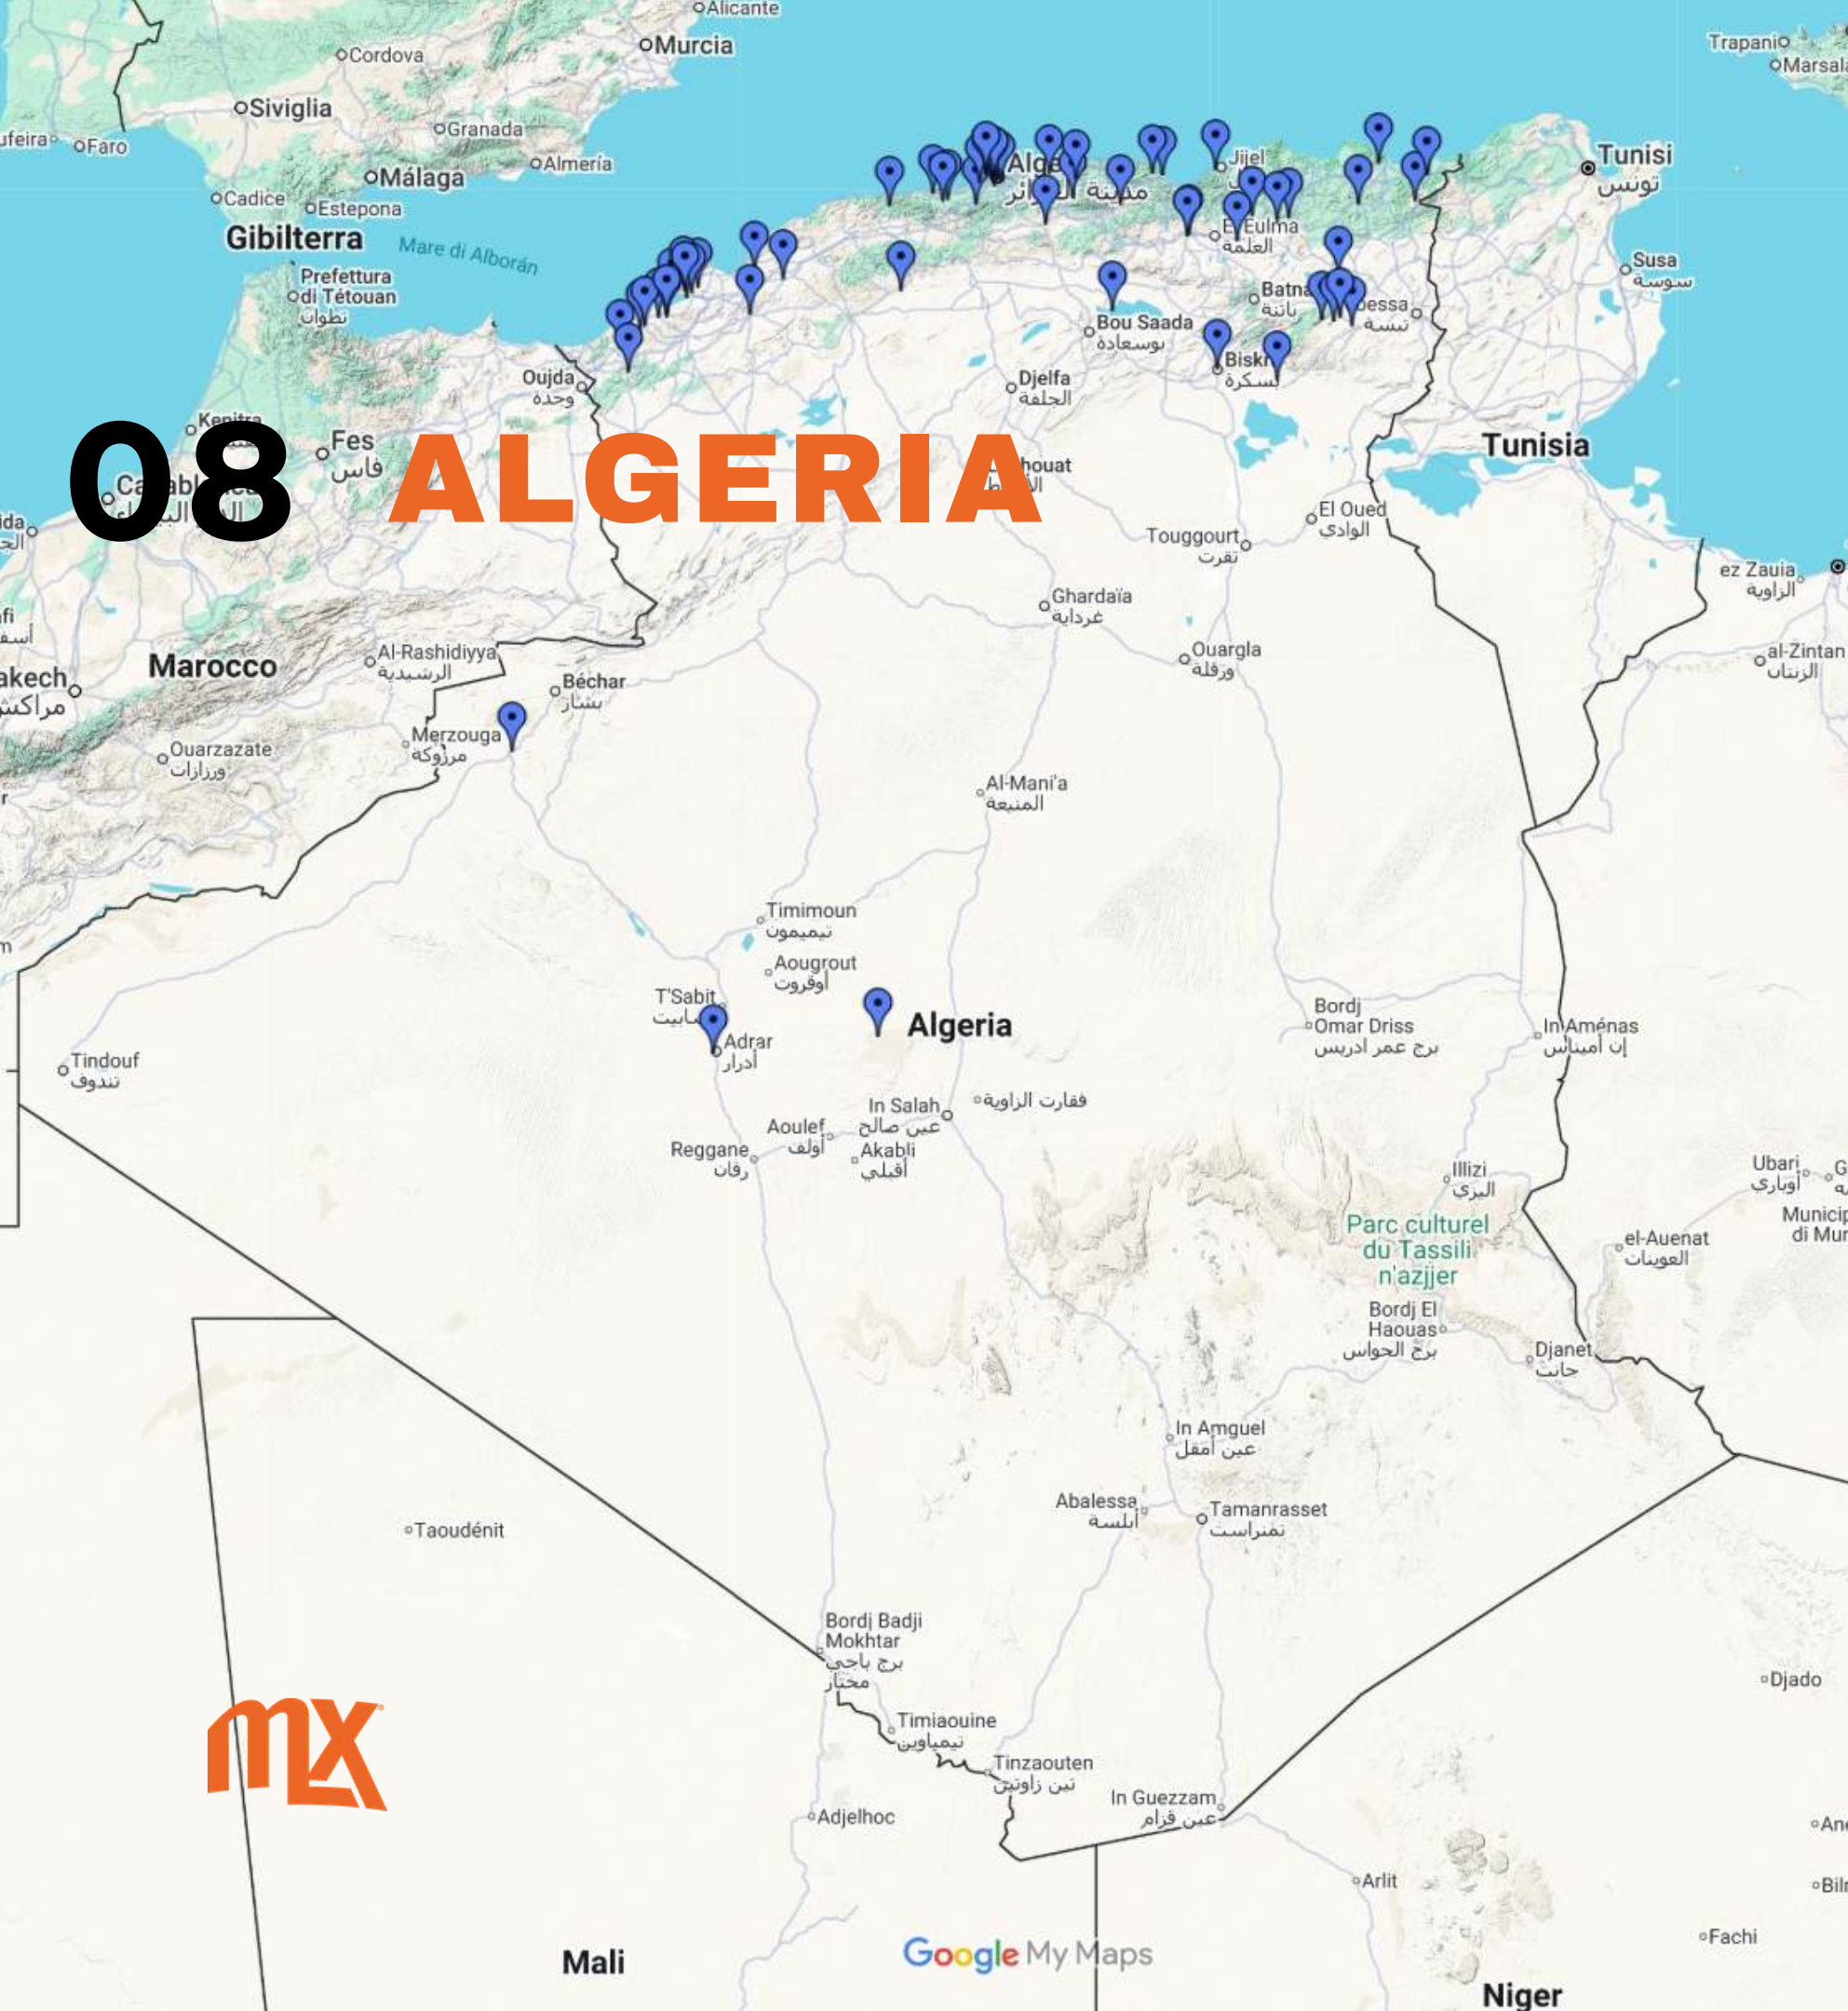 Alicante
Murcia
Trapani
Marsala
Cordova
Siviglia
Granada
Faro
Almería
Málaga
Cadice
Estepona
Gibilterra
Mare di Alborán
Prefettura
di Tétouan
تطوان
Jijel
Tunisi
تونس
El Eulma
العلمة
Susa
سوسة
Batna
باتنة
Bou Saada
بوسعادة
Biskr
بسكرة
تبسة
Oujda
وجدة
Djelfa
الجلفة
Kenitra
Fes
فاس
08 ALGERIA
Tunisia
El Oued
الوادي
Touggourt
تقرت
ez Zauia
الزاوية
Ghardaïa
غرداية
Ouargla
ورقلة
al-Zintan
الزنتان
Al-Rashidiyya
الرشيدية
Marocco
akech
مراكش
Béchar
بشار
Merzouga
مرزوكة
Ouarzazate
ورزازات
Al-Mani'a
المنيعة
Timimoun
تيميمون
Aougrout
أوقروت
T'Sabit
Adrar
أدرار
Algeria
Bordj
Omar Driss
برج عمر ادريس
In Aménas
إن أميناس
Tindouf
تندوف
In Salah
عين صالح
فقارت الزاوية
Aoulef
أولف
Akabli
أقبلي
Reggane
رقان
Illizi
اليزي
Ubari
أوباري
Parc culturel
du Tassili
n'azjjer
Municip
di Mur
el-Auenat
العوينات
Bordj El
Haouas
برج الحواس
Djanet
جانت
In Amguel
عين أمقل
Abalessa
أبلسة
Tamanrasset
تمنراست
Taoudénit
Bordj Badji
Mokhtar
برج باجي
مختار
Djado
MX
Timiaouine
تيمياوين
Tinzaouten
تين زاوتين
In Guezzam
عين قزام
Adjelhoc
Arlit
Fachi
Google My Maps
Mali
Niger